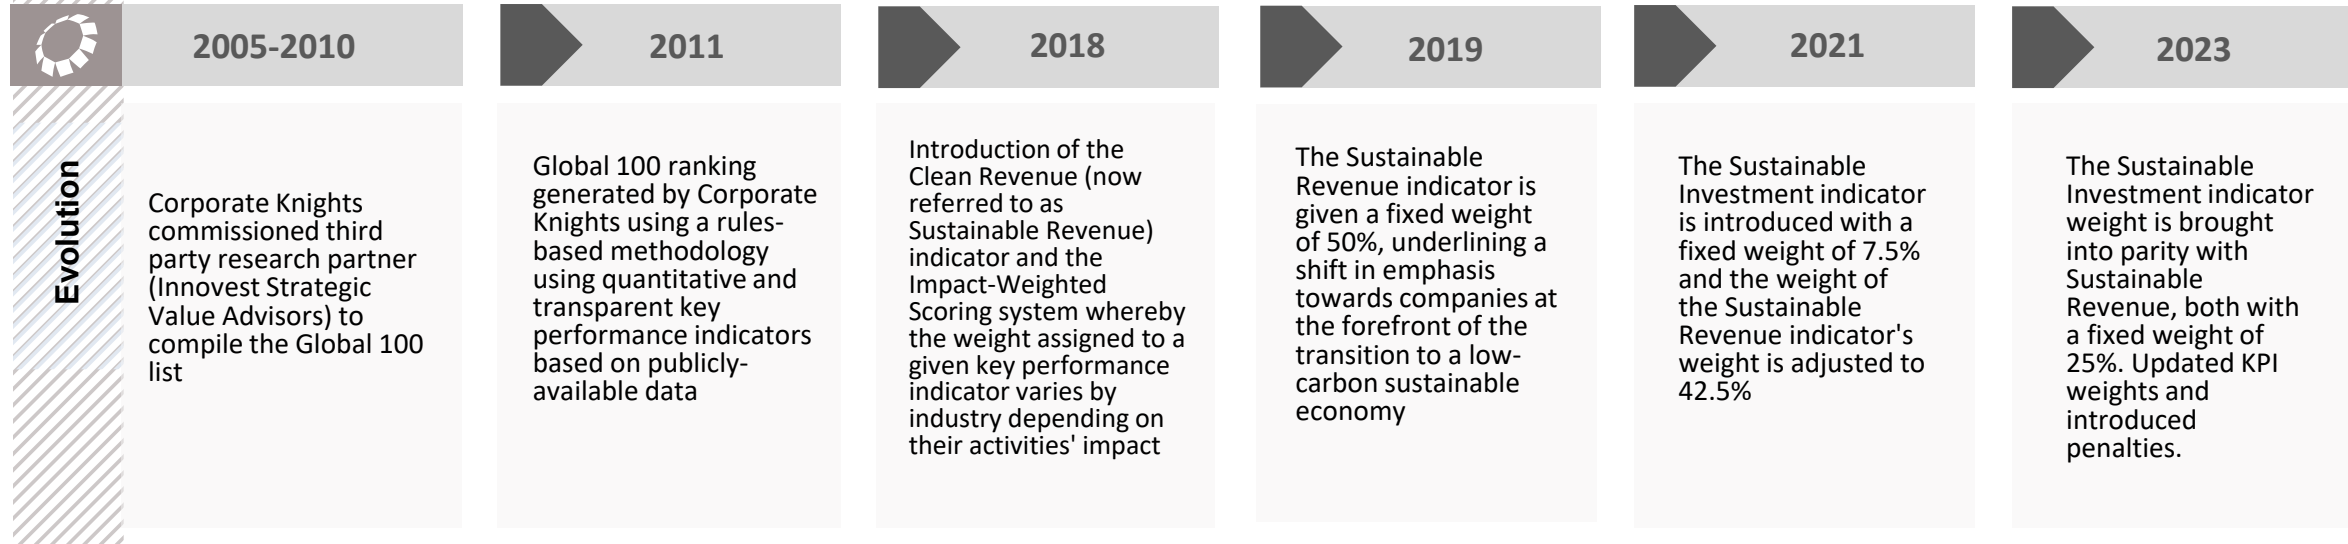 2005-2010
2011
2018
2019
2021
2023
Evolution
Corporate Knights
commissioned third
party research partner
(Innovest Strategic
Value Advisors) to
compile the Global 100
list
Global 100 ranking
generated by Corporate
Knights using a rules-
based methodology
using quantitative and
transparent key
performance indicators
based on publicly-
available data
Introduction of the
Clean Revenue (now
referred to as
Sustainable Revenue)
indicator and the
Impact-Weighted
Scoring system whereby
the weight assigned to a
given key performance
indicator varies by
industry depending on
their activities' impact
The Sustainable
Revenue indicator is
given a fixed weight
of 50%, underlining a
shift in emphasis
towards companies at
the forefront of the
transition to a low-
carbon sustainable
economy
The Sustainable
Investment indicator
is introduced with a
fixed weight of 7.5%
and the weight of
the Sustainable
Revenue indicator's
weight is adjusted to
42.5%
The Sustainable
Investment indicator
weight is brought
into parity with
Sustainable
Revenue, both with
a fixed weight of
25%. Updated KPI
weights and
introduced
penalties.